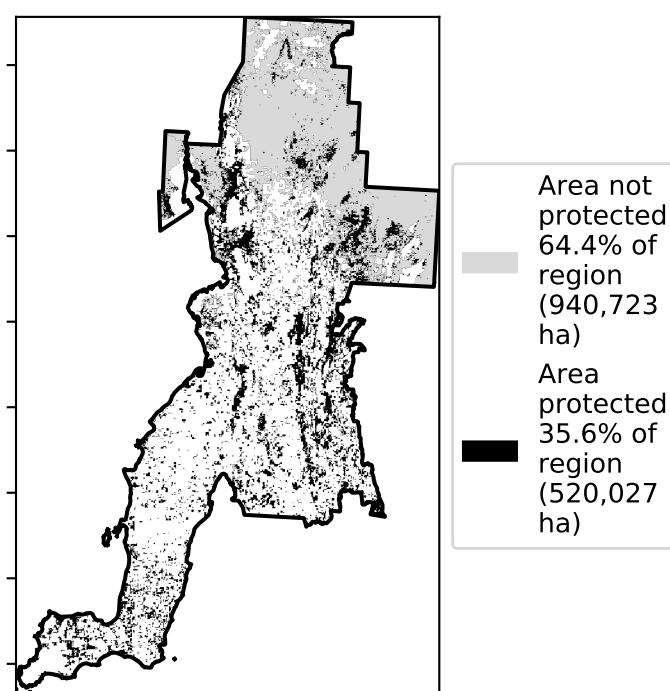 Area not
protected
64.4% of
region
(940,723
ha)
Area
protected
35.6% of
region
(520,027
ha)